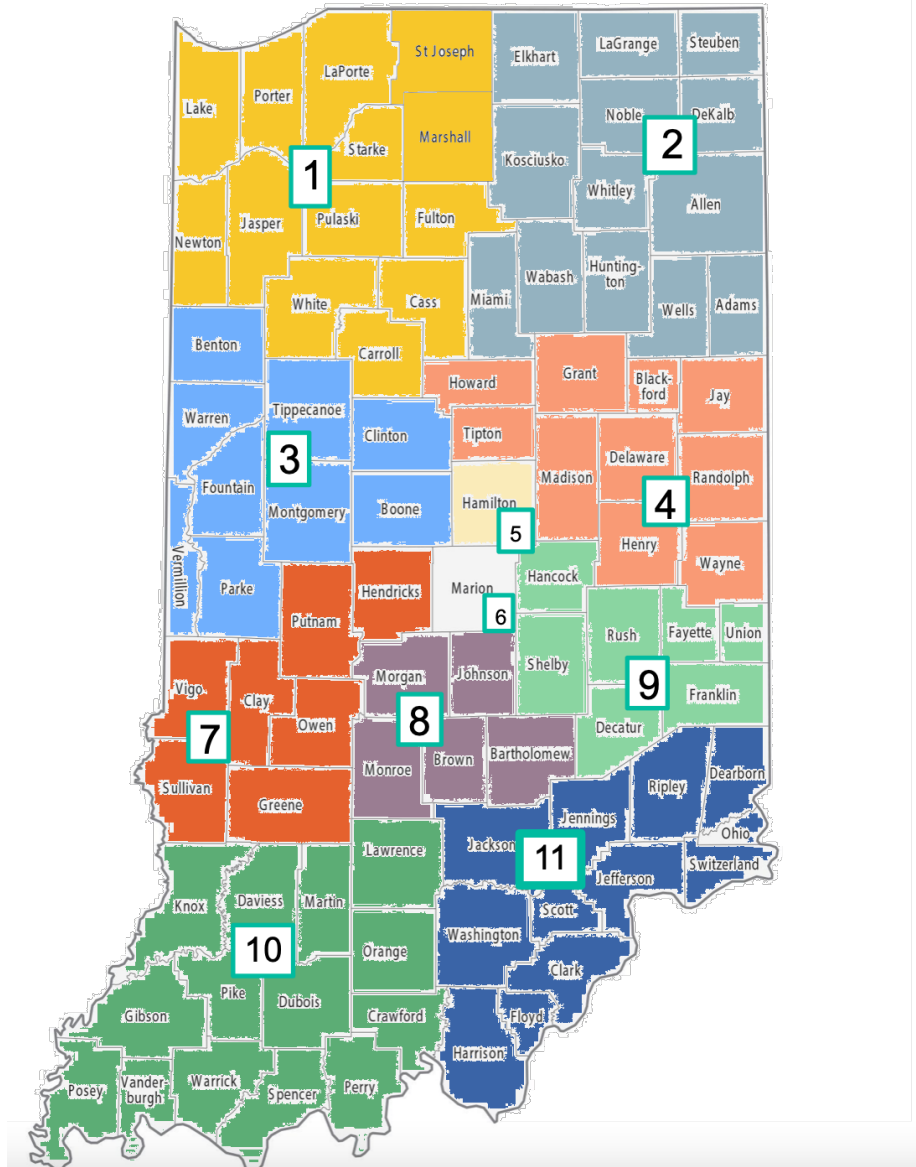 St Joseph
Elkhart
LaGrange
Steuben
LaPorte
Porter
Lake
Noble
DeKalb
Marshall
Starke
2
Kosciusko
1
Whitley
Allen
Jasper
Pulaski
Fulton
Newton
Wabash
Hunting-
ton
Miami
White
Cass
Wells
Adams
Benton
Carroll
Grant
Howard
Black-
ford
Jay
Tippecanoe
Warren
Clinton
Tipton
3
Delaware
Madison
Randolph
Fountain
Hamilton
4
Montgomery
Boone
5
Henry
Wayne
Vermillion
Parke
Hendricks
Marion
Hancock
6
Putnam
Rush
Fayette
Union
Shelby
Morgan
Johnson
9
Vigo
Clay
Franklin
8
Owen
Decatur
7
Brown
Bartholomew
Monroe
Dearborn
Sullivan
Ripley
Greene
Jennings
Ohio
Lawrence
Jackson
11
Switzerland
Jefferson
Knox
Daviess
Martin
Scott
Washington
10
Orange
Clark
Pike
Dubois
Gibson
Crawford
Floyd
Harrison
Posey
Vander-
burgh
Warrick
Spencer
Perry